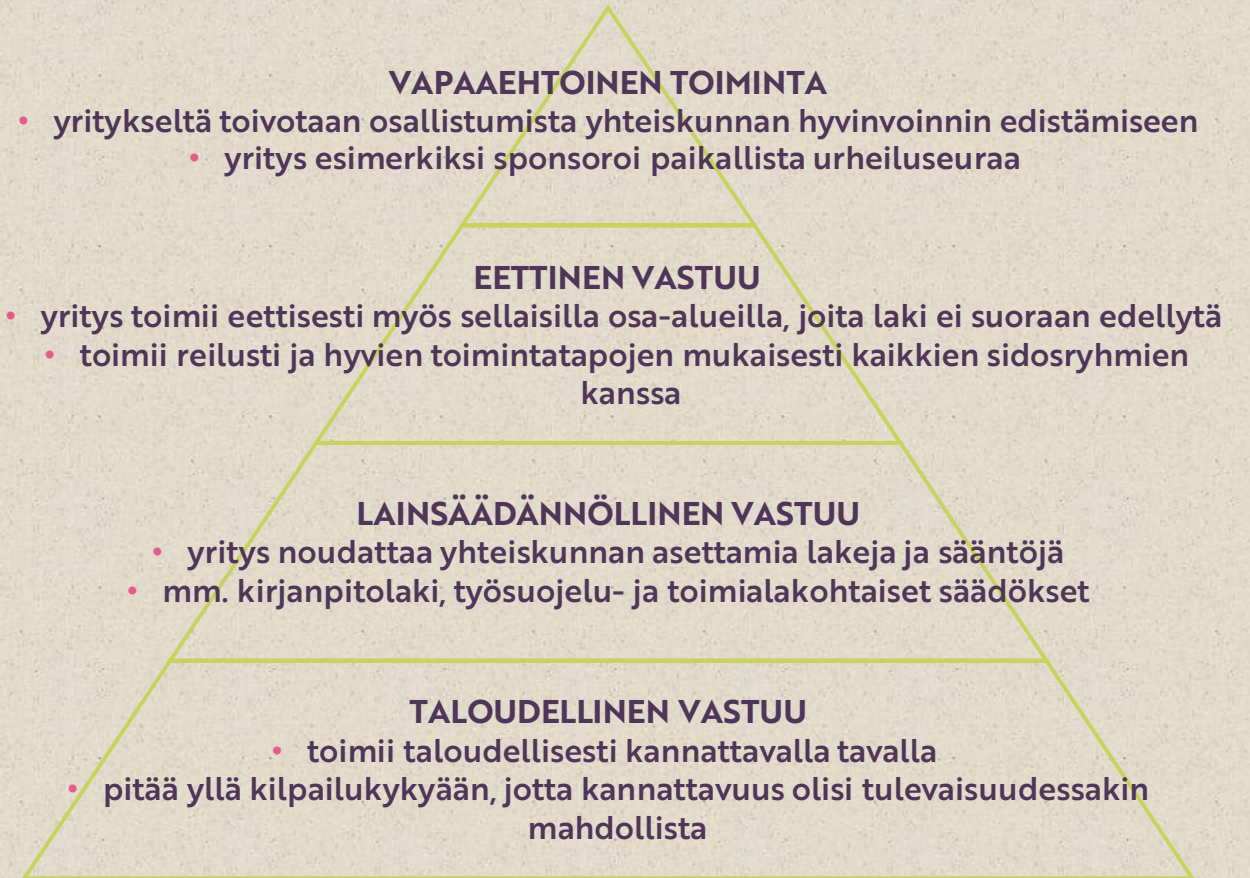 VAPAAEHTOINEN TOIMINTA
• yritykseltä toivotaan osallistumista yhteiskunnan hyvinvoinnin edistämiseen
• yritys esimerkiksi sponsoroi paikallista urheiluseuraa
EETTINEN VASTUU
• yritys toimii eettisesti myös sellaisilla osa-alueilla, joita laki ei suoraan edellytä
• toimii reilusti ja hyvien toimintatapojen mukaisesti kaikkien sidosryhmien
kanssa
LAINSÄÄDÄNNÖLLINEN VASTUU
• yritys noudattaa yhteiskunnan asettamia lakeja ja sääntöjä
• mm. kirjanpitolaki, työsuojelu- ja toimialakohtaiset säädökset
TALOUDELLINEN VASTUU
• toimii taloudellisesti kannattavalla tavalla
• pitää yllä kilpailukykyään, jotta kannattavuus olisi tulevaisuudessakin
mahdollista